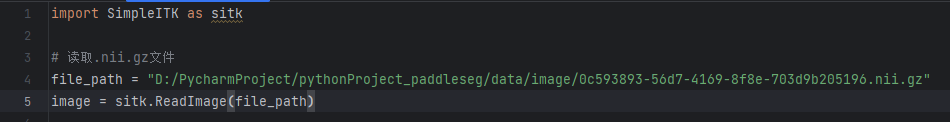 1 import SimpleITK as sitk
2
3 # 读取.nii.gz文件
4 file_path = "D:/PycharmProject/pythonProject_paddleseg/data/image/0c593893-56d7-4169-8f8e-703d9b205196.nii.gz"
5 image = sitk.ReadImage(file_path)